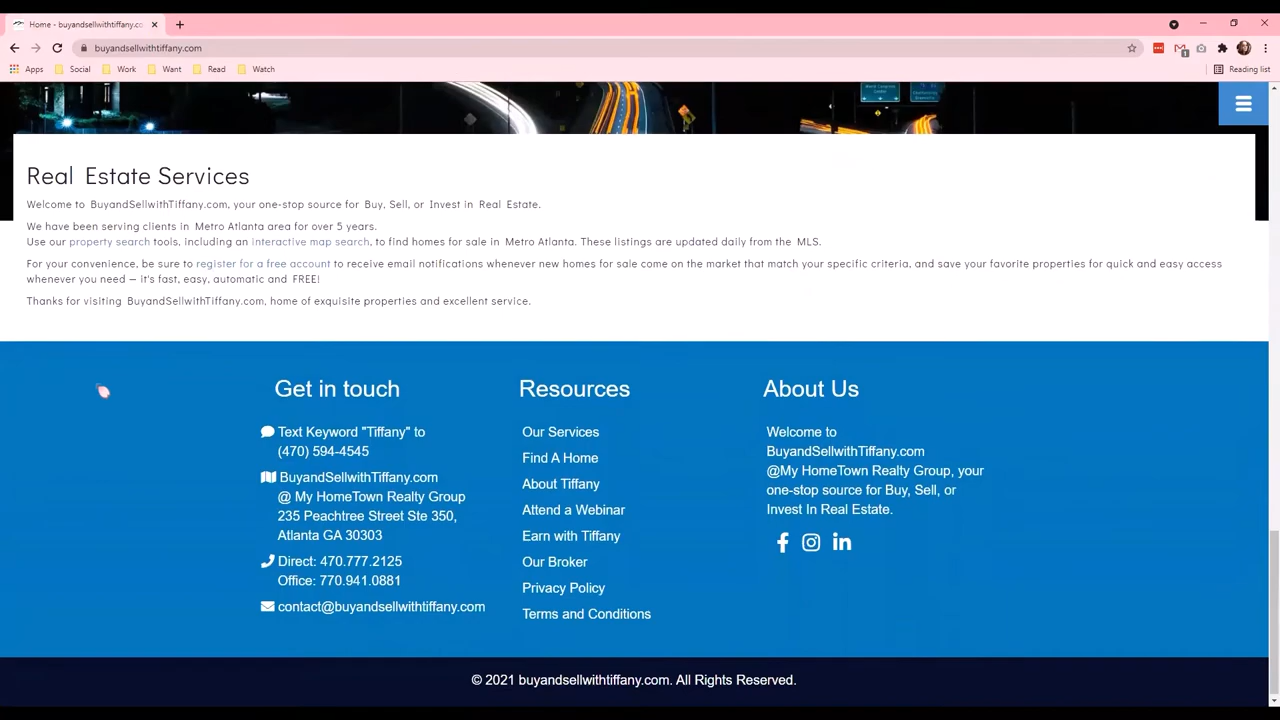 Home - buyandsellwithtiffany.co
buyandsellwithtiffany.com
Apps Social Work Want Read Watch Reading list
Real Estate Services
Welcome to BuyandSellwithTiffany.com, your one-stop source for Buy, Sell, or Invest in Real Estate.
We have been serving clients in Metro Atlanta area for over 5 years.
Use our property search tools, including an interactive map search, to find homes for sale in Metro Atlanta. These listings are updated daily from the MLS.
For your convenience, be sure to register for a free account to receive email notifications whenever new homes for sale come on the market that match your specific criteria, and save your favorite properties for quick and easy access
whenever you need – it's fast, easy, automatic and FREE!
Thanks for visiting BuyandSellwithTiffany.com, home of exquisite properties and excellent service.
Get in touch
Text Keyword "Tiffany" to
(470) 594-4545
BuyandSellwithTiffany.com
@ My HomeTown Realty Group
235 Peachtree Street Ste 350,
Atlanta GA 30303
Direct: 470.777.2125
Office: 770.941.0881
contact@buyandsellwithtiffany.com
Resources
Our Services
Find A Home
About Tiffany
Attend a Webinar
Earn with Tiffany
Our Broker
Privacy Policy
Terms and Conditions
About Us
Welcome to
BuyandSellwithTiffany.com
@My HomeTown Realty Group, your
one-stop source for Buy, Sell, or
Invest In Real Estate.
© 2021 buyandsellwithtiffany.com. All Rights Reserved.